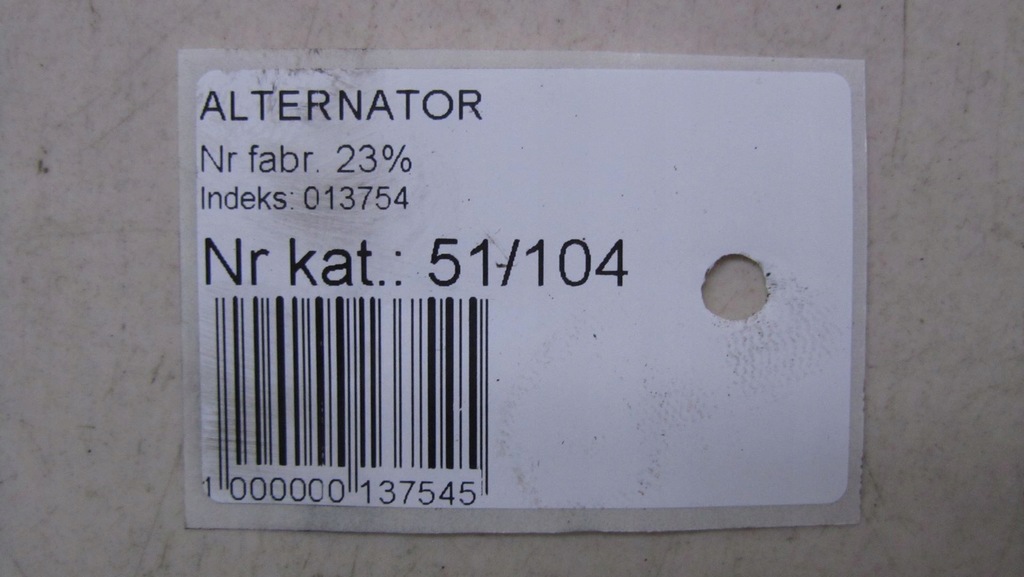 ALTERNATOR
Nr fabr. 23%
Indeks: 013754
Nr kat.: 51/104
1 000000 137545